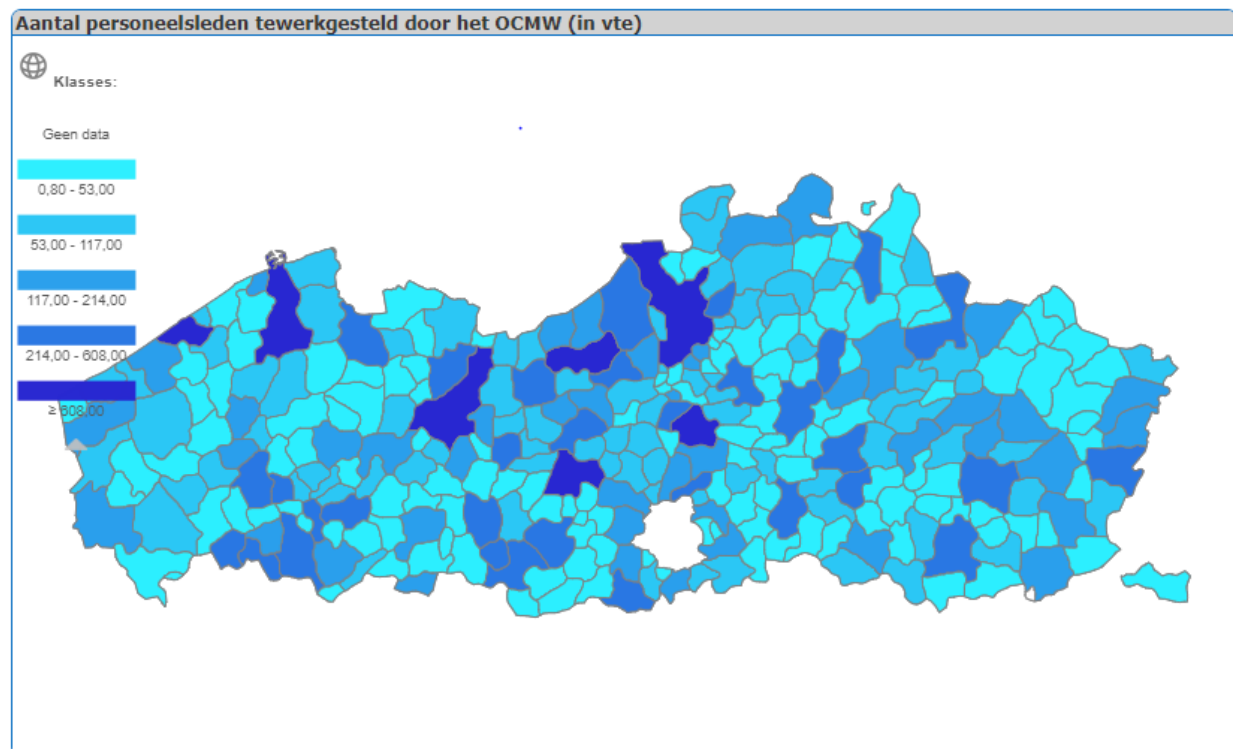 Aantal personeelsleden tewerkgesteld door het OCMW (in vte)
Klasses:
Geen data
0,80 - 53,00
53,00 - 117,00
117,00 - 214,00
214,00 - 608,00
≥ 608,00